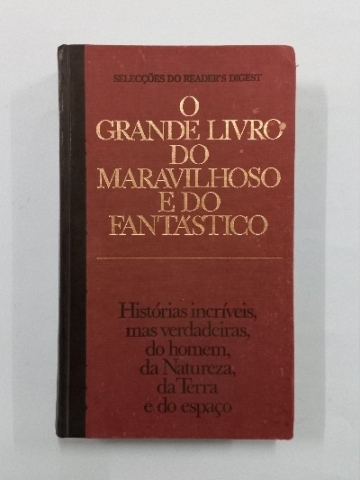 SELECÇÕES DO READER'S DIGEST
O
GRANDE LIVRO
DO
MARAVILHOSO
E DO
FANTÁSTICO
Histórias incríveis,
mas verdadeiras,
do homem,
da Natureza,
da Terra
e do espaço